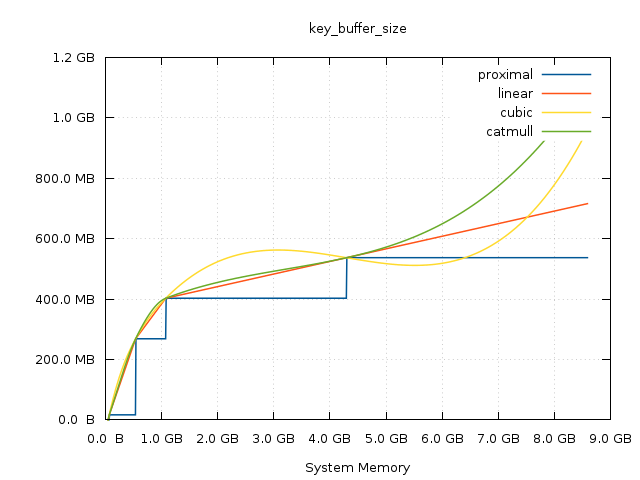 key_buffer_size
1.2 GB
1.0 GB
800.0 MB
600.0 MB
400.0 MB
200.0 MB
0.0  B
proximal
linear
cubic
catmull
0.0  B 1.0 GB 2.0 GB 3.0 GB 4.0 GB 5.0 GB 6.0 GB 7.0 GB 8.0 GB 9.0 GB
System Memory